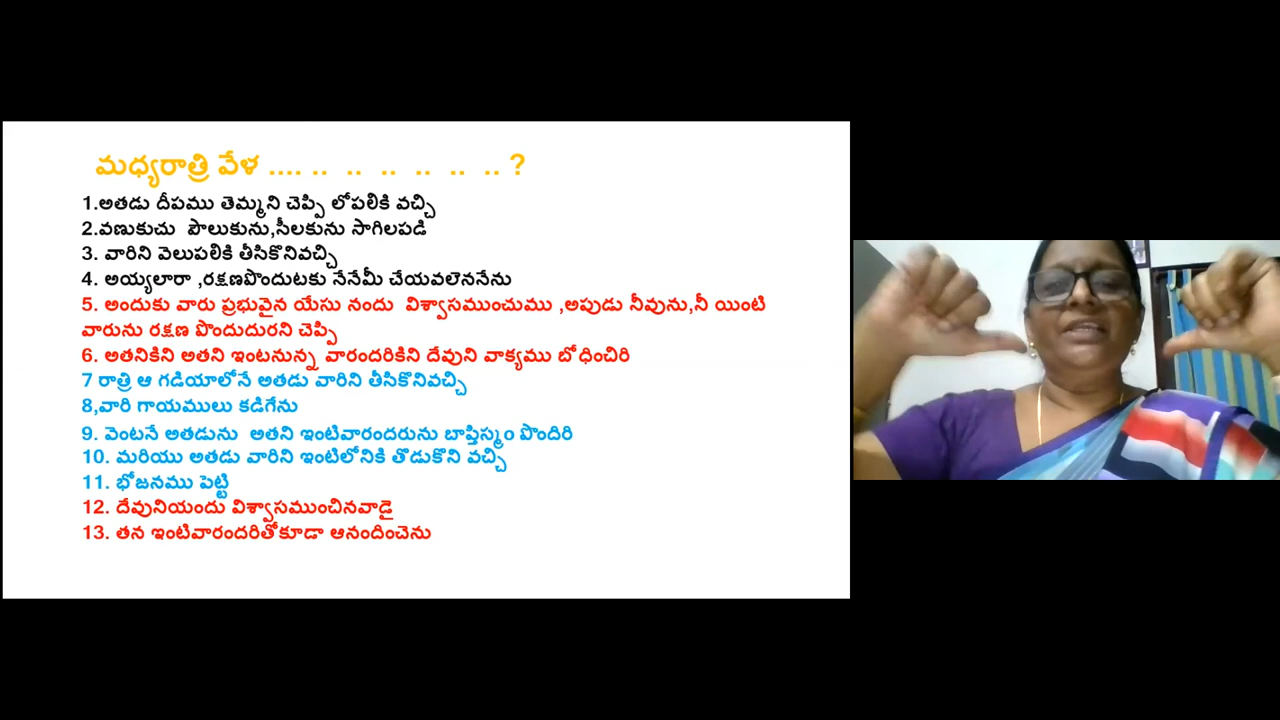 మధ్యరాత్రి వేళ .... .. .. .. .. .. .. ?
1.అతడు దీపము తెమ్మని చెప్పి లోపలికి వచ్చి
2.వణుకుచు పౌలుకును,సీలకును సాగిలపడి
3. వారిని వెలుపలికి తీసికొనివచ్చి
4. అయ్యలారా ,రక్షణపొందుటకు నేనేమీ చేయవలెననేను
5. అందుకు వారు ప్రభువైన యేసు నందు విశ్వాసముంచుము ,అపుడు నీవును,నీ యింటి
వారును రక్షణ పొందుదురని చెప్పి
6. అతనికిని అతని ఇంటనున్న వారందరికిని దేవుని వాక్యము బోధించిరి
7 రాత్రి ఆ గడియాలోనే అతడు వారిని తీసికొనివచ్చి
8,వారి గాయములు కడిగేను
9. వెంటనే అతడును అతని ఇంటివారందరును బాప్తిస్మం పొందిరి
10. మరియు అతడు వారిని ఇంటిలోనికి తొడుకొని వచ్చి
11. భోజనము పెట్టి
12. దేవునియందు విశ్వాసముంచినవాడై
13. తన ఇంటివారందరితోకూడా ఆనందించెను